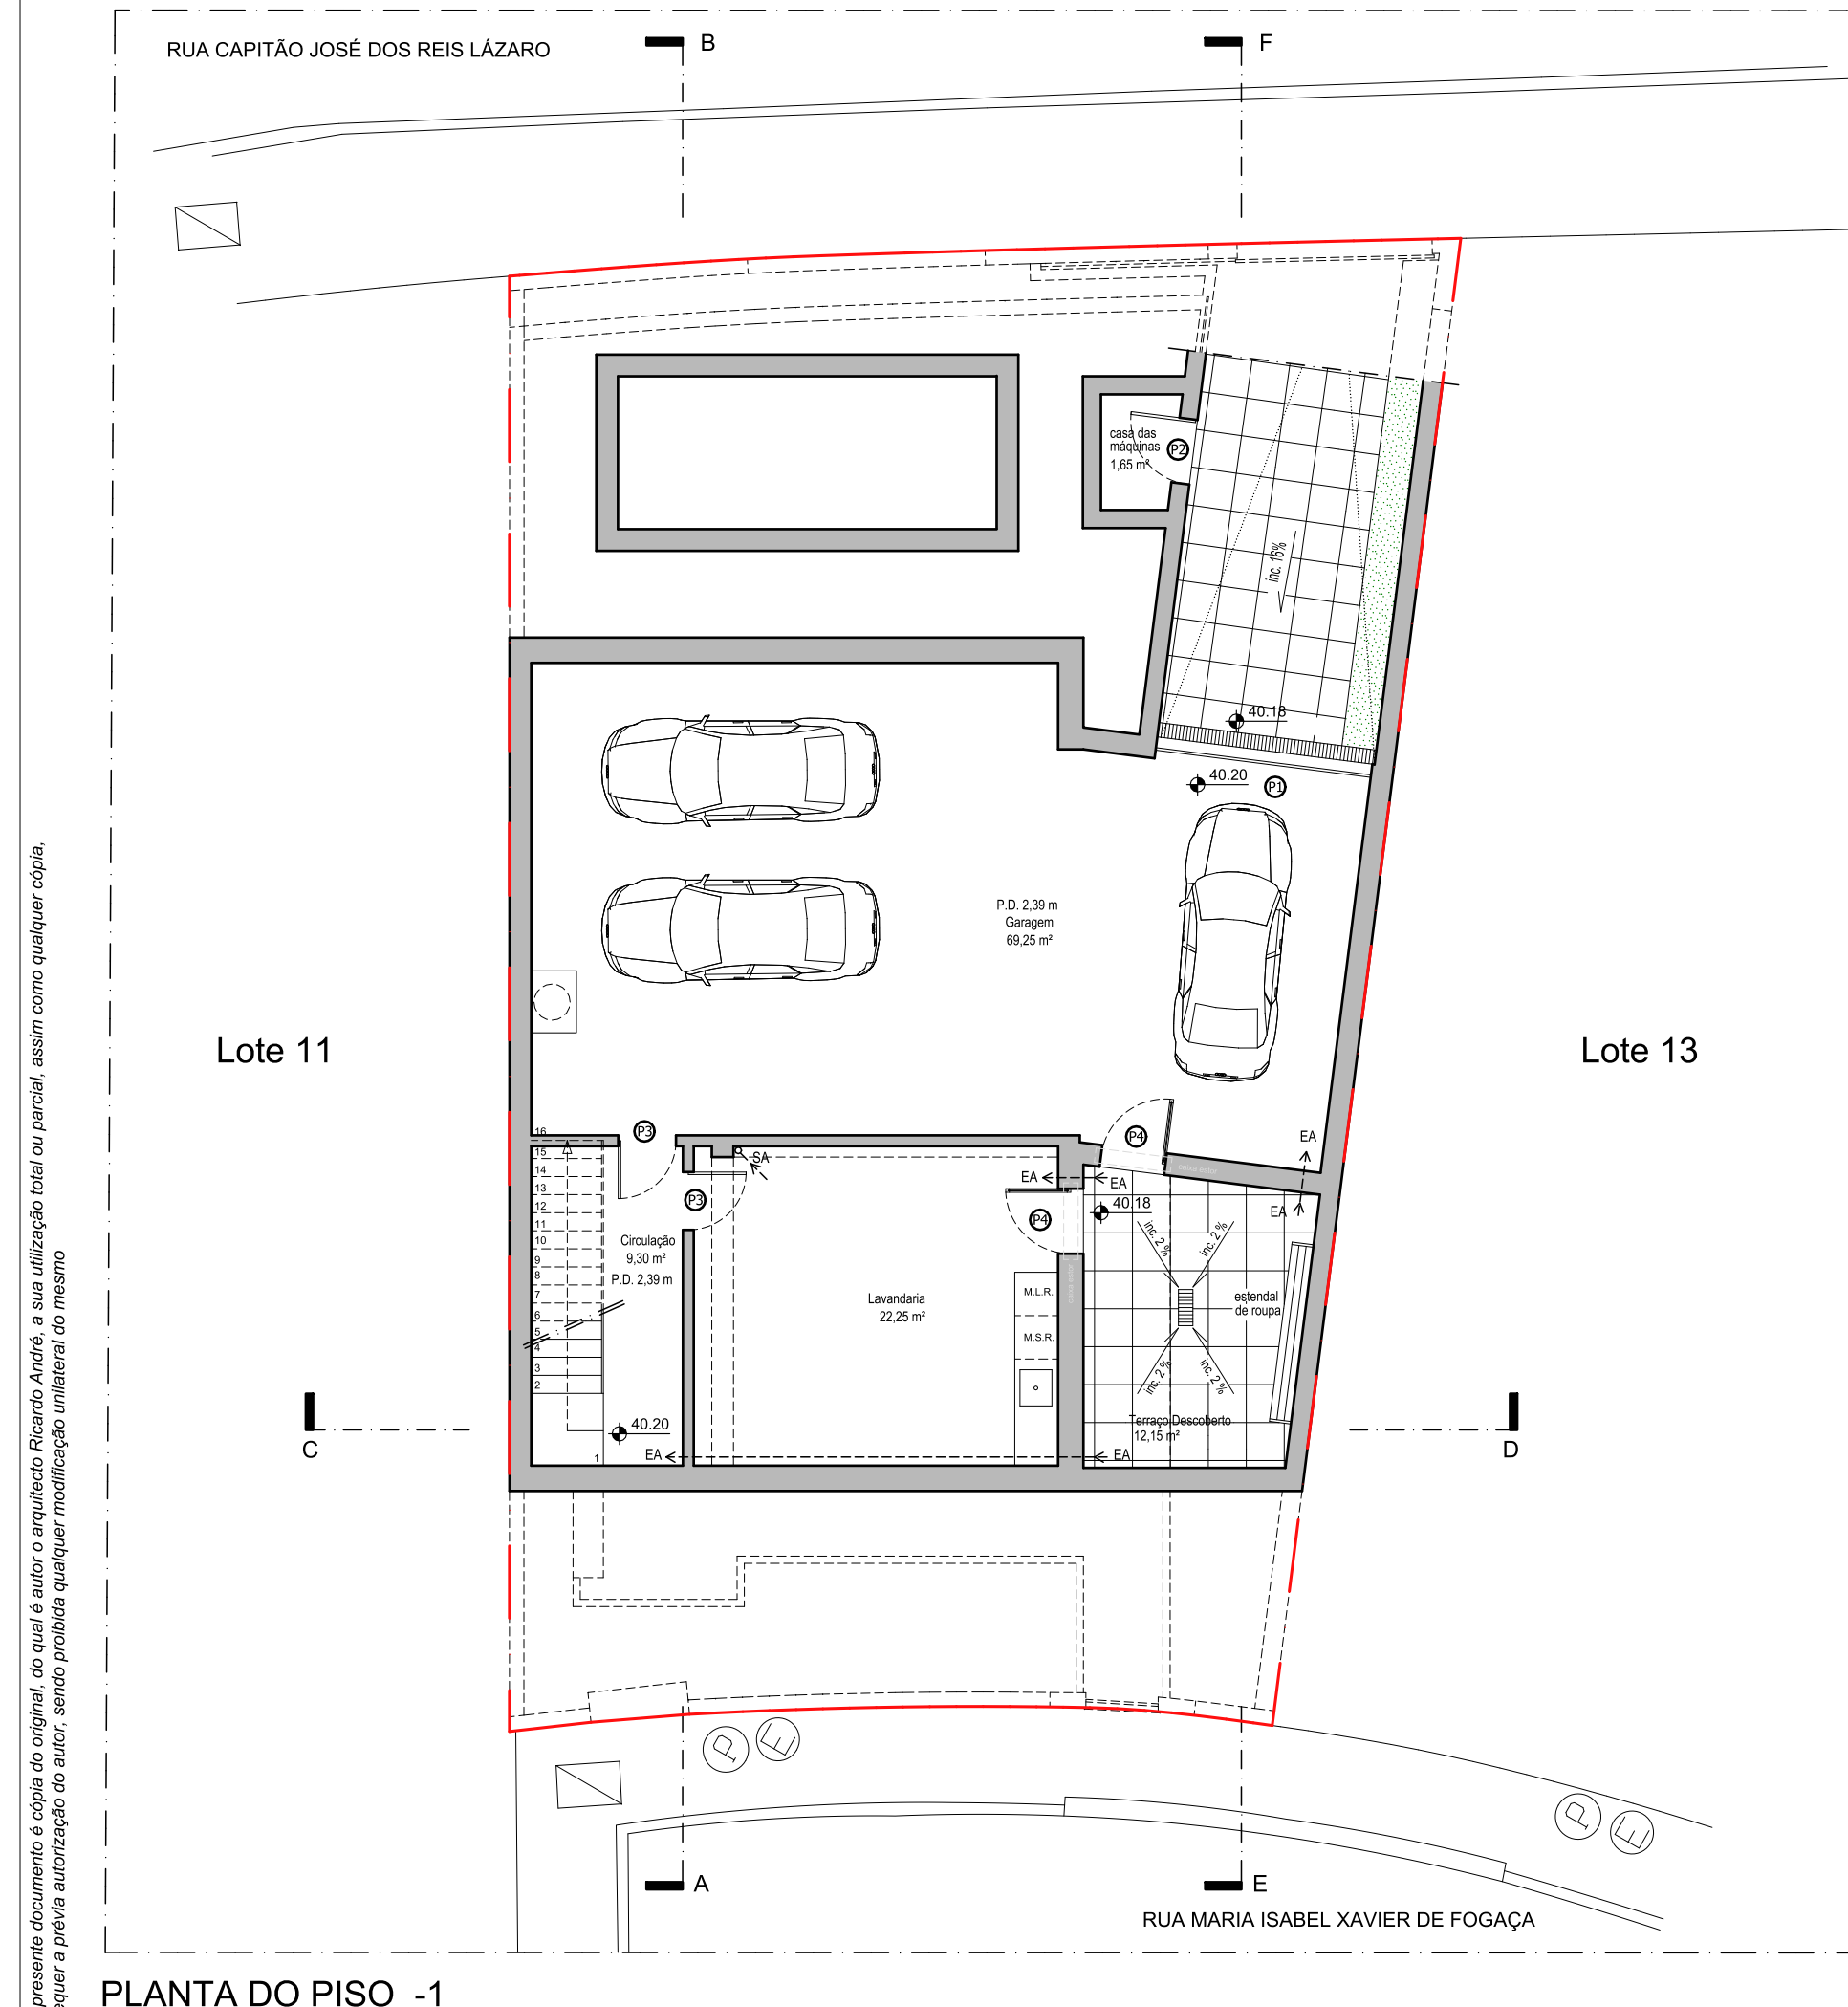 RUA CAPITÃO JOSÉ DOS REIS LÁZARO
B
F
casa das
máquinas
1,65 m²
P2
inc. 16%
40.18
40.20
P1
P.D. 2,39 m
Garagem
69,25 m²
Lote 11
Lote 13
P3
P4
EA
SA
EA
EA
P3
P4
40.18
EA
16
15
14
13
12
11
10
9
8
7
6
5
4
3
2
1
Circulação
9,30 m²
P.D. 2,39 m
Lavandaria
22,25 m²
M.L.R.
M.S.R.
caixa estor
caixa estor
inc. 2 %
inc. 2 %
inc. 2 %
inc. 2 %
estendal
de roupa
Terraço Descoberto
12,15 m²
40.20
EA
EA
C
D
P
E
P
E
A
E
RUA MARIA ISABEL XAVIER DE FOGAÇA
PLANTA DO PISO -1
presente documento é cópia do original, do qual é autor o arquitecto Ricardo André, a sua utilização total ou parcial, assim como qualquer cópia,
equer a prévia autorização do autor, sendo proibida qualquer modificação unilateral do mesmo